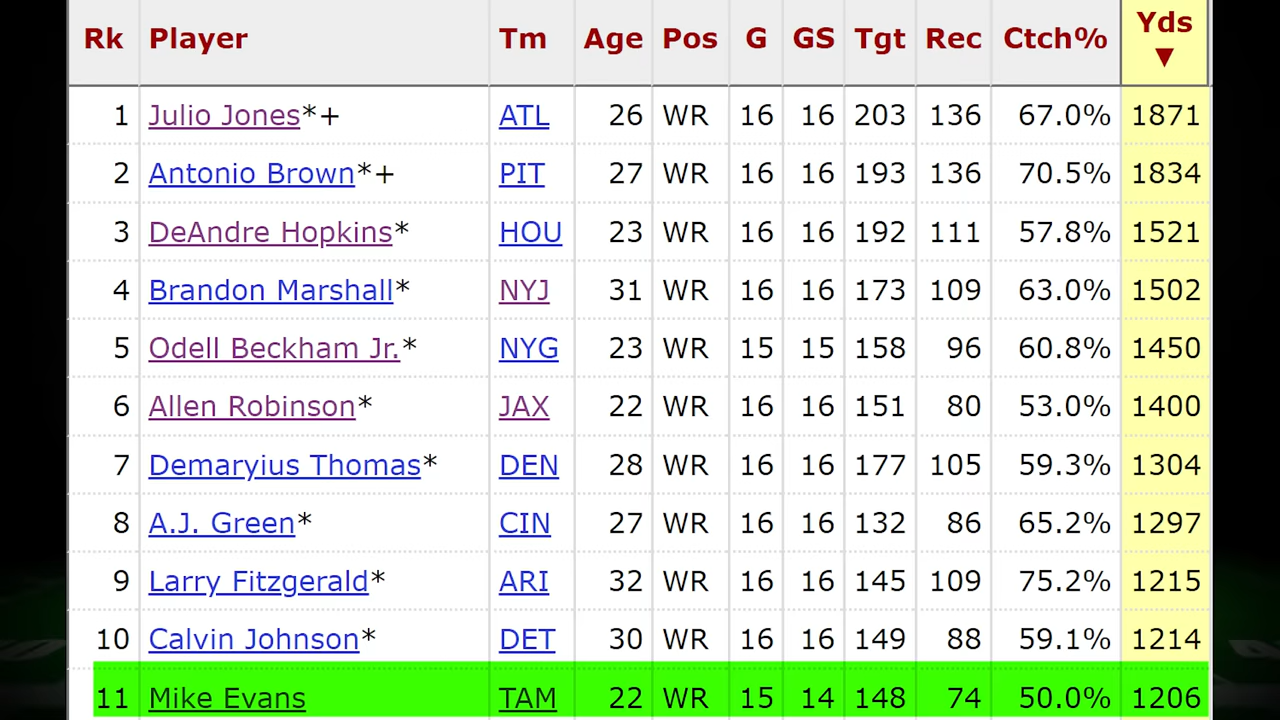 Rk Player Tm Age Pos G GS Tgt Rec Ctch% Yds ▼
1 Julio Jones*+ ATL 26 WR 16 16 203 136 67.0% 1871
2 Antonio Brown*+ PIT 27 WR 16 16 193 136 70.5% 1834
3 DeAndre Hopkins* HOU 23 WR 16 16 192 111 57.8% 1521
4 Brandon Marshall* NYJ 31 WR 16 16 173 109 63.0% 1502
5 Odell Beckham Jr.* NYG 23 WR 15 15 158 96 60.8% 1450
6 Allen Robinson* JAX 22 WR 16 16 151 80 53.0% 1400
7 Demaryius Thomas* DEN 28 WR 16 16 177 105 59.3% 1304
8 A.J. Green* CIN 27 WR 16 16 132 86 65.2% 1297
9 Larry Fitzgerald* ARI 32 WR 16 16 145 109 75.2% 1215
10 Calvin Johnson* DET 30 WR 16 16 149 88 59.1% 1214
11 Mike Evans TAM 22 WR 15 14 148 74 50.0% 1206